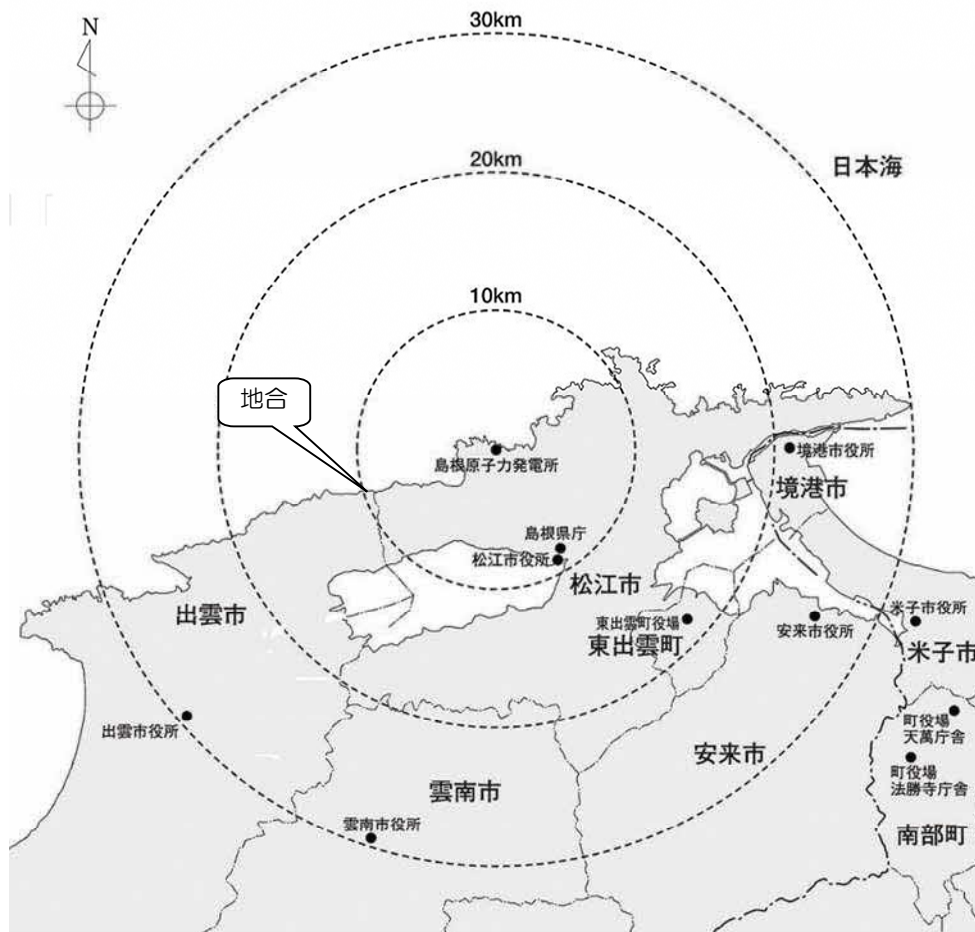 N
30km
20km
10km
日本海
地合
島根原子力発電所
境港市役所
境港市
島根県庁
松江市役所
松江市
出雲市
東出雲町役場
東出雲町
安来市役所
米子市役所
米子市
出雲市役所
町役場
天萬庁舎
安来市
町役場
法勝寺庁舎
雲南市
雲南市役所
南部町